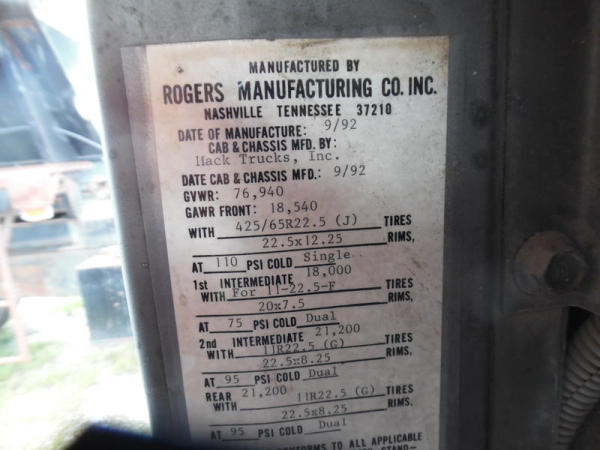 MANUFACTURED BY
ROGERS MANUFACTURING CO. INC.
NASHVILLE TENNESSEE 37210
DATE OF MANUFACTURE: 9/92
CAB & CHASSIS MFD. BY:
Mack Trucks, Inc.
DATE CAB & CHASSIS MFD.: 9/92
GVWR: 76,940
GAWR FRONT: 18,540
WITH 425/65R22.5 (J) TIRES
22.5x12.25 RIMS,
AT 110 PSI COLD Single
1st INTERMEDIATE 18,000
WITH For 11-22.5-F TIRES
20x7.5 RIMS,
AT 75 PSI COLD Dual
2nd INTERMEDIATE 21,200
WITH 11R22.5 (G) TIRES
22.5x8.25 RIMS,
AT 95 PSI COLD Dual
REAR 21,200
WITH 11R22.5 (G) TIRES
22.5x8.25 RIMS,
AT 95 PSI COLD Dual
CONFORMS TO ALL APPLICABLE